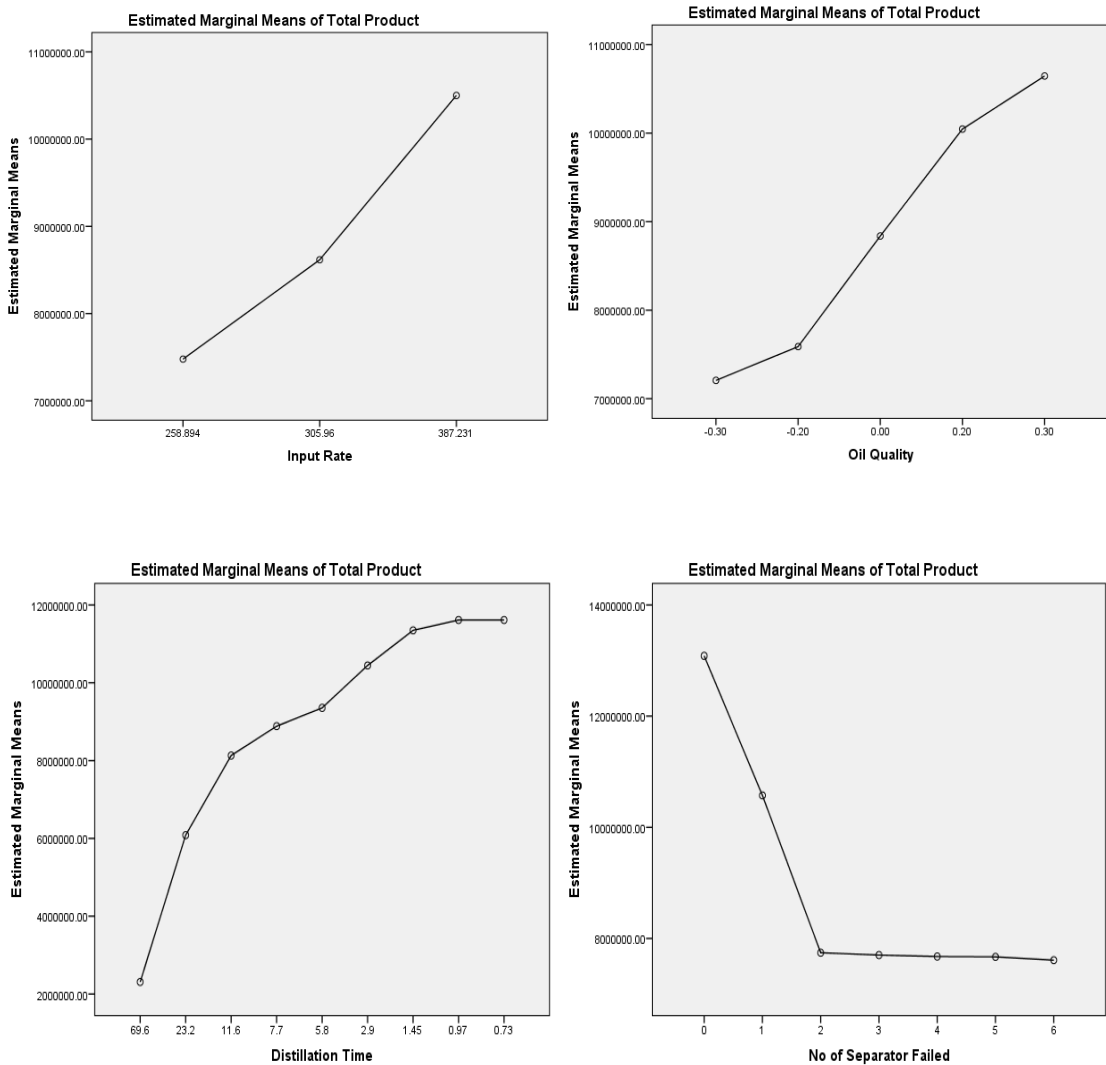 Estimated Marginal Means of Total Product
Estimated Marginal Means
11000000.00
10000000.00
9000000.00
8000000.00
7000000.00
258.894 305.96 387.231
Input Rate
Estimated Marginal Means of Total Product
Estimated Marginal Means
11000000.00
10000000.00
9000000.00
8000000.00
7000000.00
-0.30 -0.20 0.00 0.20 0.30
Oil Quality
Estimated Marginal Means of Total Product
Estimated Marginal Means
12000000.00
10000000.00
8000000.00
6000000.00
4000000.00
2000000.00
69.6 23.2 11.6 7.7 5.8 2.9 1.45 0.97 0.73
Distillation Time
Estimated Marginal Means of Total Product
Estimated Marginal Means
14000000.00
12000000.00
10000000.00
8000000.00
0 1 2 3 4 5 6
No of Separator Failed